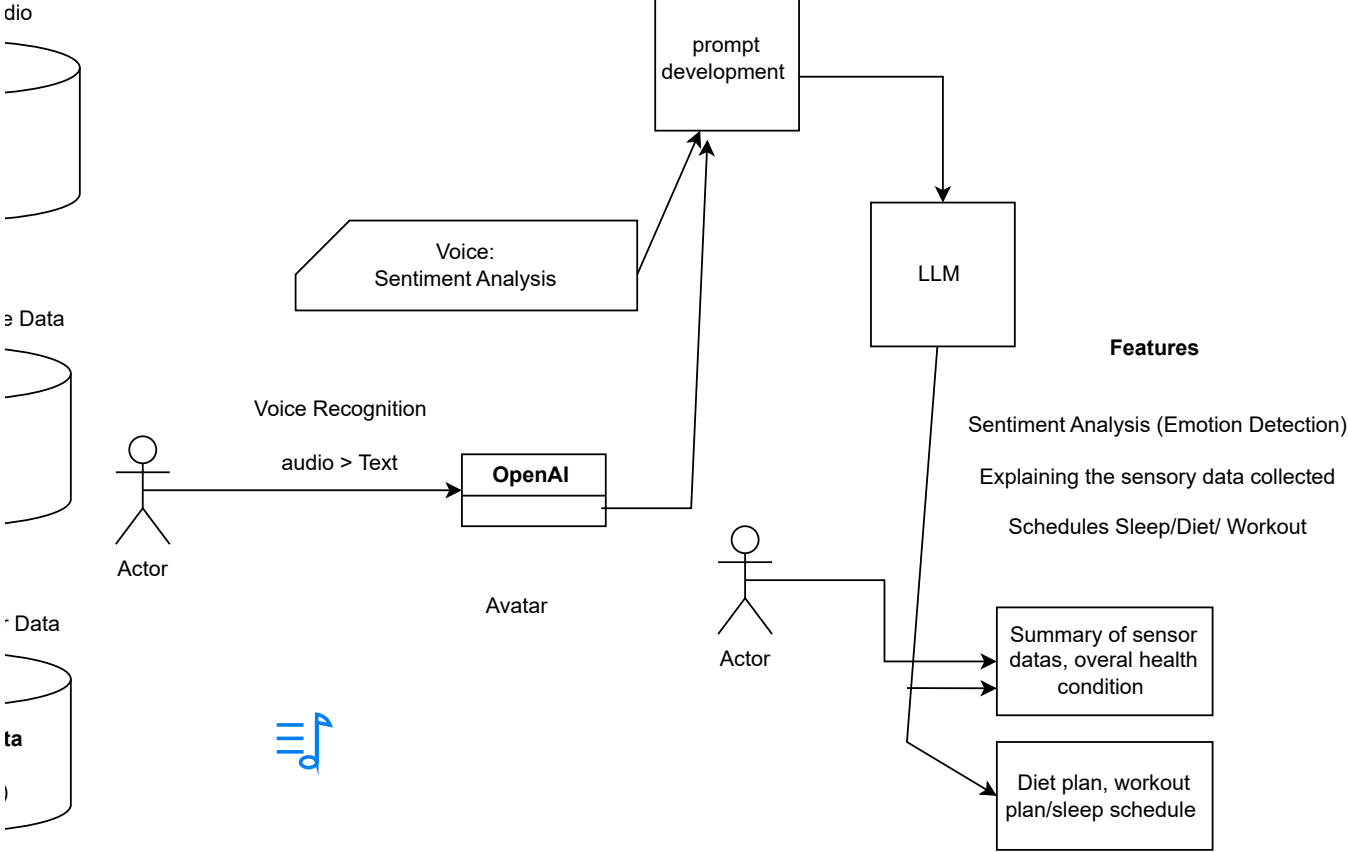 dio
prompt
development
Voice:
Sentiment Analysis
LLM
e Data
Features
Voice Recognition
audio > Text
OpenAI
Sentiment Analysis (Emotion Detection)
Explaining the sensory data collected
Schedules Sleep/Diet/ Workout
Actor
Avatar
r Data
Actor
Summary of sensor
datas, overal health
condition
ta
)
Diet plan, workout
plan/sleep schedule